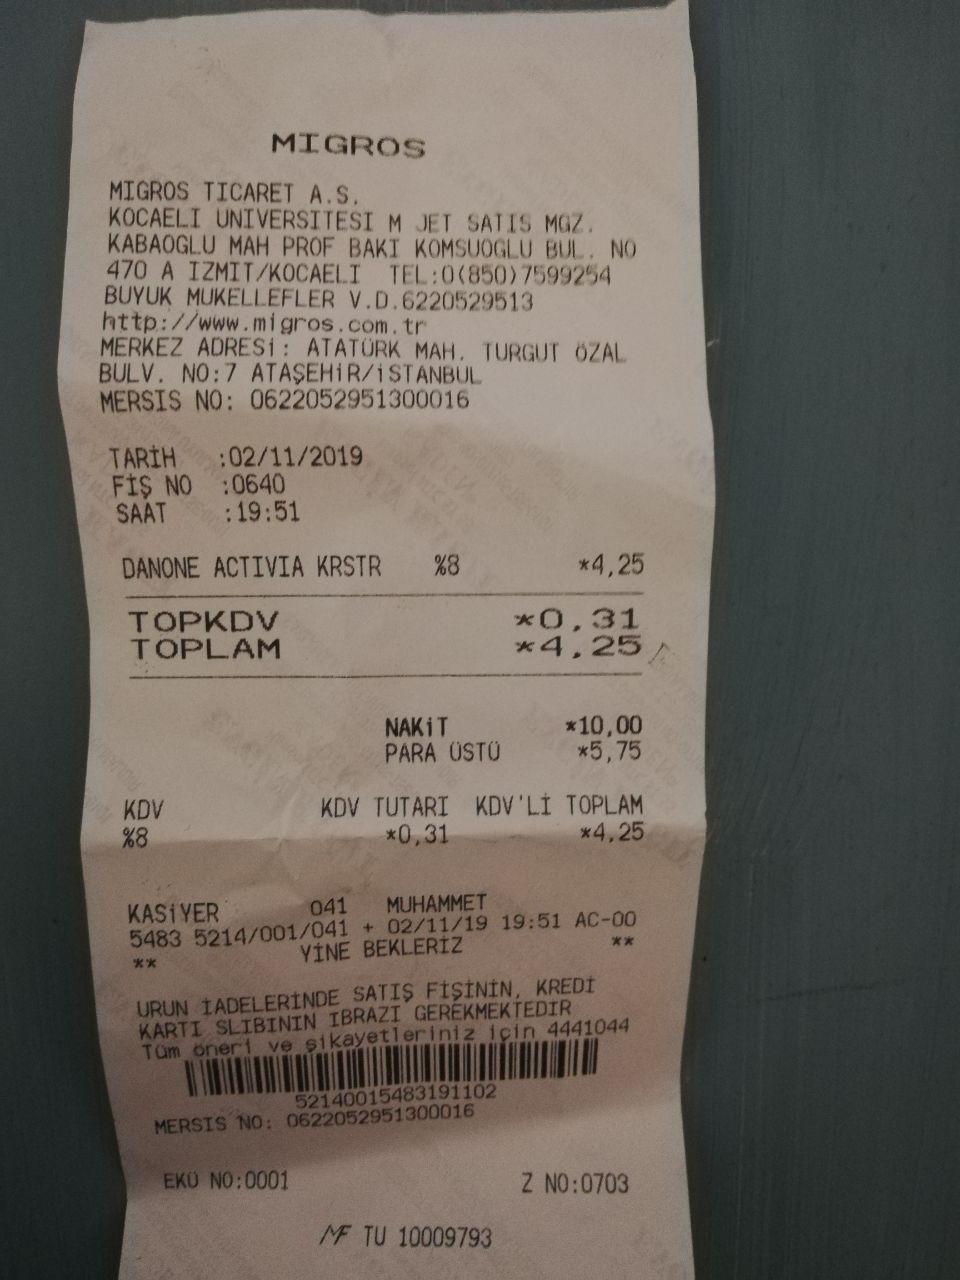 MIGROS
MIGROS TICARET A.S.
KOCAELI UNIVERSITESI M JET SATIS MGZ.
KABAOGLU MAH PROF BAKI KOMSUOGLU BUL. NO
470 A IZMIT/KOCAELI TEL:0(850)7599254
BUYUK MUKELLEFLER V.D.6220529513
http://www.migros.com.tr
MERKEZ ADRESİ: ATATÜRK MAH. TURGUT ÖZAL
BULV. NO:7 ATAŞEHİR/İSTANBUL
MERSIS NO: 0622052951300016
TARİH :02/11/2019
FİŞ NO :0640
SAAT :19:51
DANONE ACTIVIA KRSTR %8 *4,25
TOPKDV *0,31
TOPLAM *4,25
NAKİT *10,00
PARA ÜSTÜ *5,75
KDV KDV TUTARI KDV'Lİ TOPLAM
%8 *0,31 *4,25
KASİYER 041 MUHAMMET
5483 5214/001/041 + 02/11/19 19:51 AC-00
** YİNE BEKLERİZ **
URUN İADELERİNDE SATIŞ FİŞİNİN, KREDİ
KARTI SLIBININ IBRAZI GEREKMEKTEDIR
Tüm öneri ve şikayetleriniz için 4441044
52140015483191102
MERSIS NO: 0622052951300016
EKÜ NO:0001 Z NO:0703
MF TU 10009793